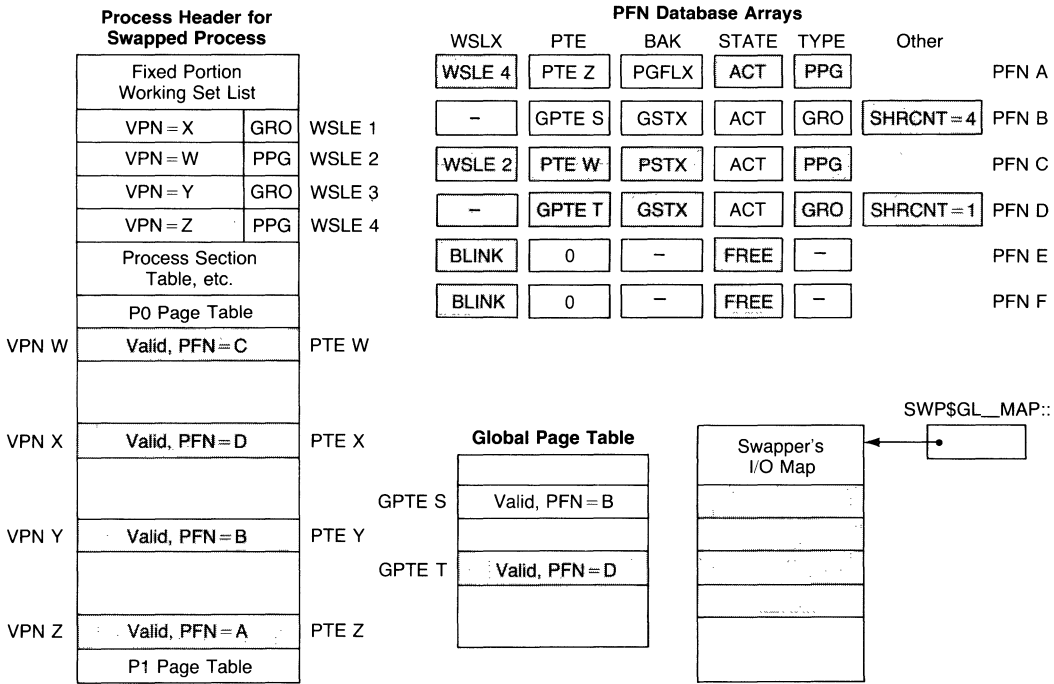 Process Header for
Swapped Process
Fixed Portion
Working Set List
VPN = X GRO WSLE 1
VPN = W PPG WSLE 2
VPN = Y GRO WSLE 3
VPN = Z PPG WSLE 4
Process Section
Table, etc.
P0 Page Table
VPN W Valid, PFN = C PTE W
VPN X Valid, PFN = D PTE X
VPN Y Valid, PFN = B PTE Y
VPN Z Valid, PFN = A PTE Z
P1 Page Table
PFN Database Arrays
WSLX PTE BAK STATE TYPE Other
WSLE 4 PTE Z PGFLX ACT PPG PFN A
– GPTE S GSTX ACT GRO SHRCNT = 4 PFN B
WSLE 2 PTE W PSTX ACT PPG PFN C
– GPTE T GSTX ACT GRO SHRCNT = 1 PFN D
BLINK 0 – FREE – PFN E
BLINK 0 – FREE – PFN F
Global Page Table
GPTE S Valid, PFN = B
GPTE T Valid, PFN = D
Swapper's
I/O Map
SWP$GL__MAP::